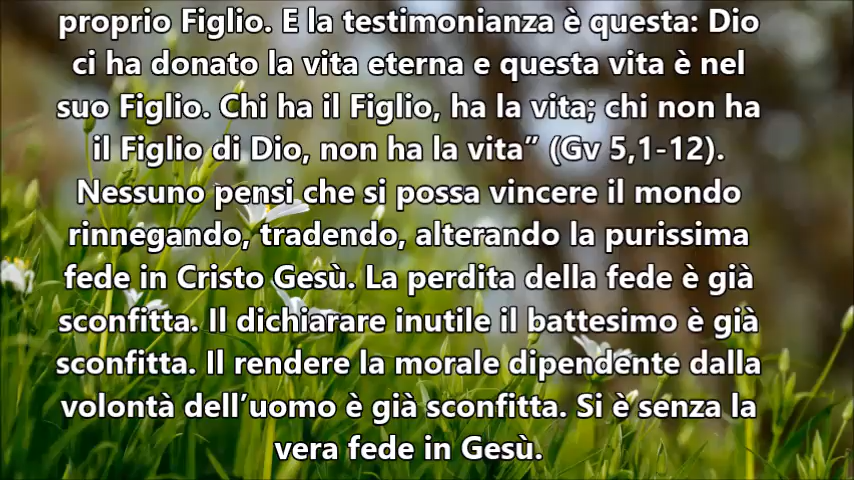 proprio Figlio. E la testimonianza è questa: Dio
ci ha donato la vita eterna e questa vita è nel
suo Figlio. Chi ha il Figlio, ha la vita; chi non ha
il Figlio di Dio, non ha la vita” (Gv 5,1-12).
Nessuno pensi che si possa vincere il mondo
rinnegando, tradendo, alterando la purissima
fede in Cristo Gesù. La perdita della fede è già
sconfitta. Il dichiarare inutile il battesimo è già
sconfitta. Il rendere la morale dipendente dalla
volontà dell’uomo è già sconfitta. Si è senza la
vera fede in Gesù.